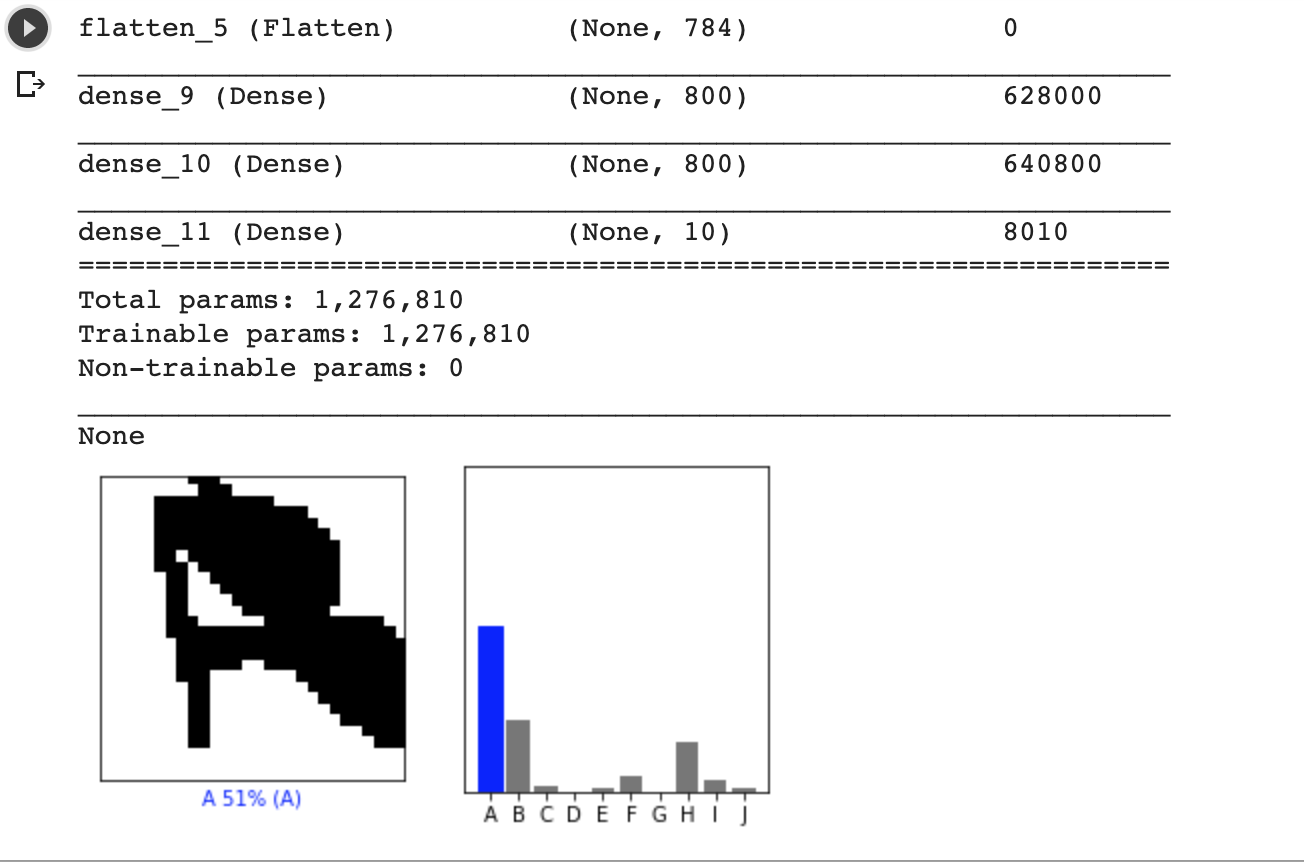 flatten_5 (Flatten) (None, 784) 0
dense_9 (Dense) (None, 800) 628000
dense_10 (Dense) (None, 800) 640800
dense_11 (Dense) (None, 10) 8010
=================================================================
Total params: 1,276,810
Trainable params: 1,276,810
Non-trainable params: 0
None
A 51% (A)
A B C D E F G H I J